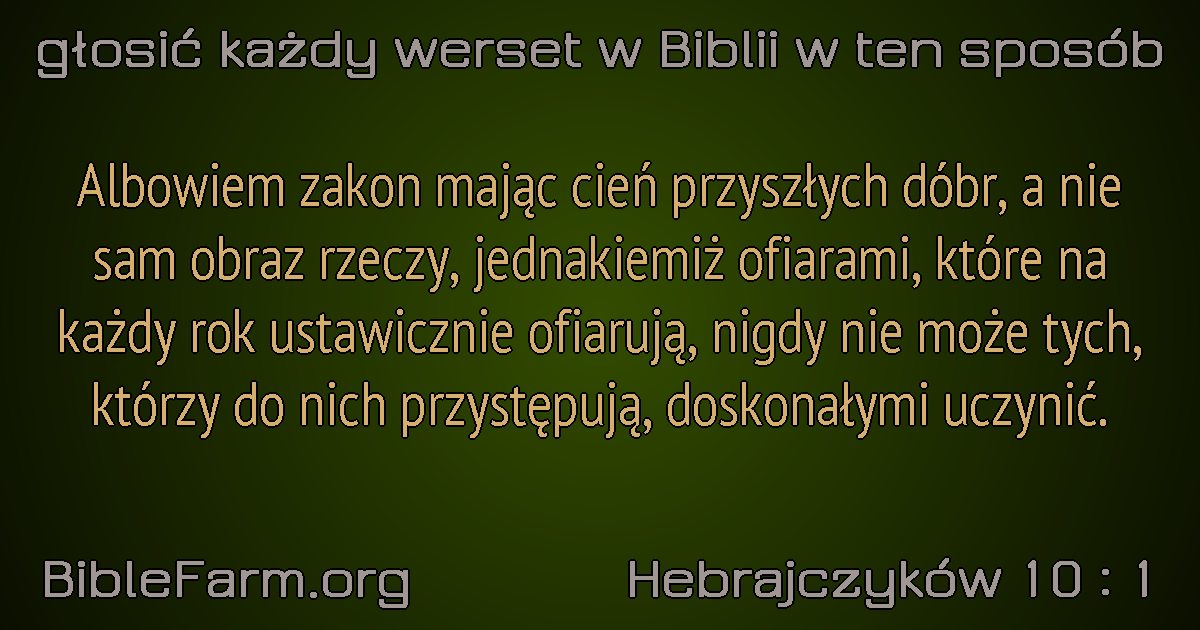 głosić każdy werset w Biblii w ten sposób
Albowiem zakon mając cień przyszłych dóbr, a nie
sam obraz rzeczy, jednakiemiż ofiarami, które na
każdy rok ustawicznie ofiarują, nigdy nie może tych,
którzy do nich przystępują, doskonałymi uczynić.
BibleFarm.org
Hebrajczyków 10 : 1